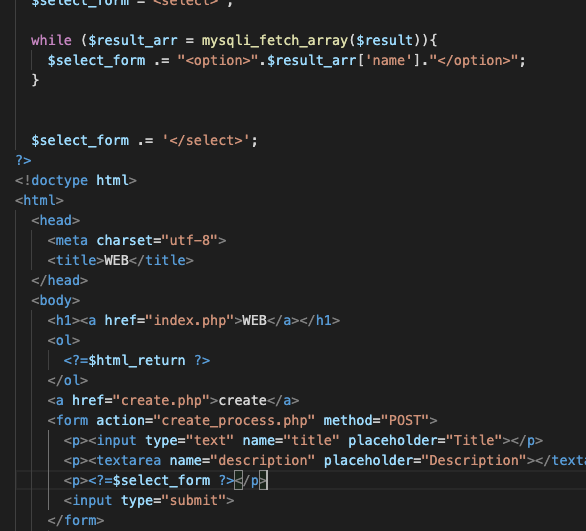 $select_form = '<select>';
while ($result_arr = mysqli_fetch_array($result)){
$select_form .= "<option>".$result_arr['name']."</option>";
}
$select_form .= '</select>';
?>
<!doctype html>
<html>
<head>
<meta charset="utf-8">
<title>WEB</title>
</head>
<body>
<h1><a href="index.php">WEB</a></h1>
<ol>
<?=$html_return ?>
</ol>
<a href="create.php">create</a>
<form action="create_process.php" method="POST">
<p><input type="text" name="title" placeholder="Title"></p>
<p><textarea name="description" placeholder="Description"></texta
<p><?=$select_form ?></p>
<input type="submit">
</form>